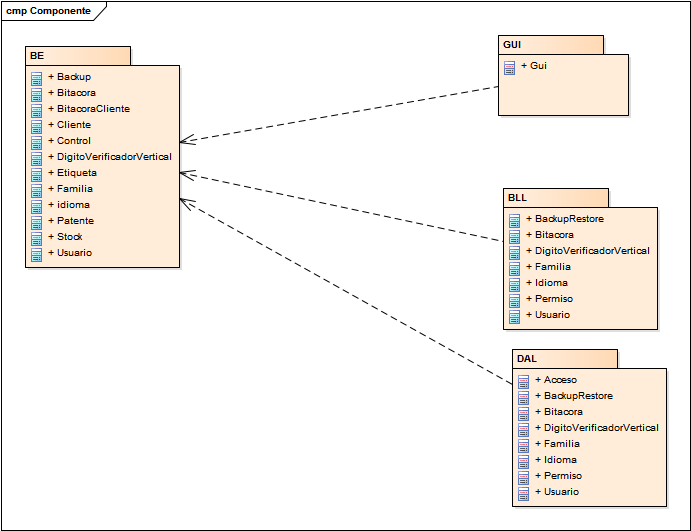 cmp Componente
BE
+ Backup
+ Bitacora
+ BitacoraCliente
+ Cliente
+ Control
+ DigitoVerificadorVertical
+ Etiqueta
+ Familia
+ idioma
+ Patente
+ Stock
+ Usuario
GUI
+ Gui
BLL
+ BackupRestore
+ Bitacora
+ DigitoVerificadorVertical
+ Familia
+ Idioma
+ Permiso
+ Usuario
DAL
+ Acceso
+ BackupRestore
+ Bitacora
+ DigitoVerificadorVertical
+ Familia
+ Idioma
+ Permiso
+ Usuario